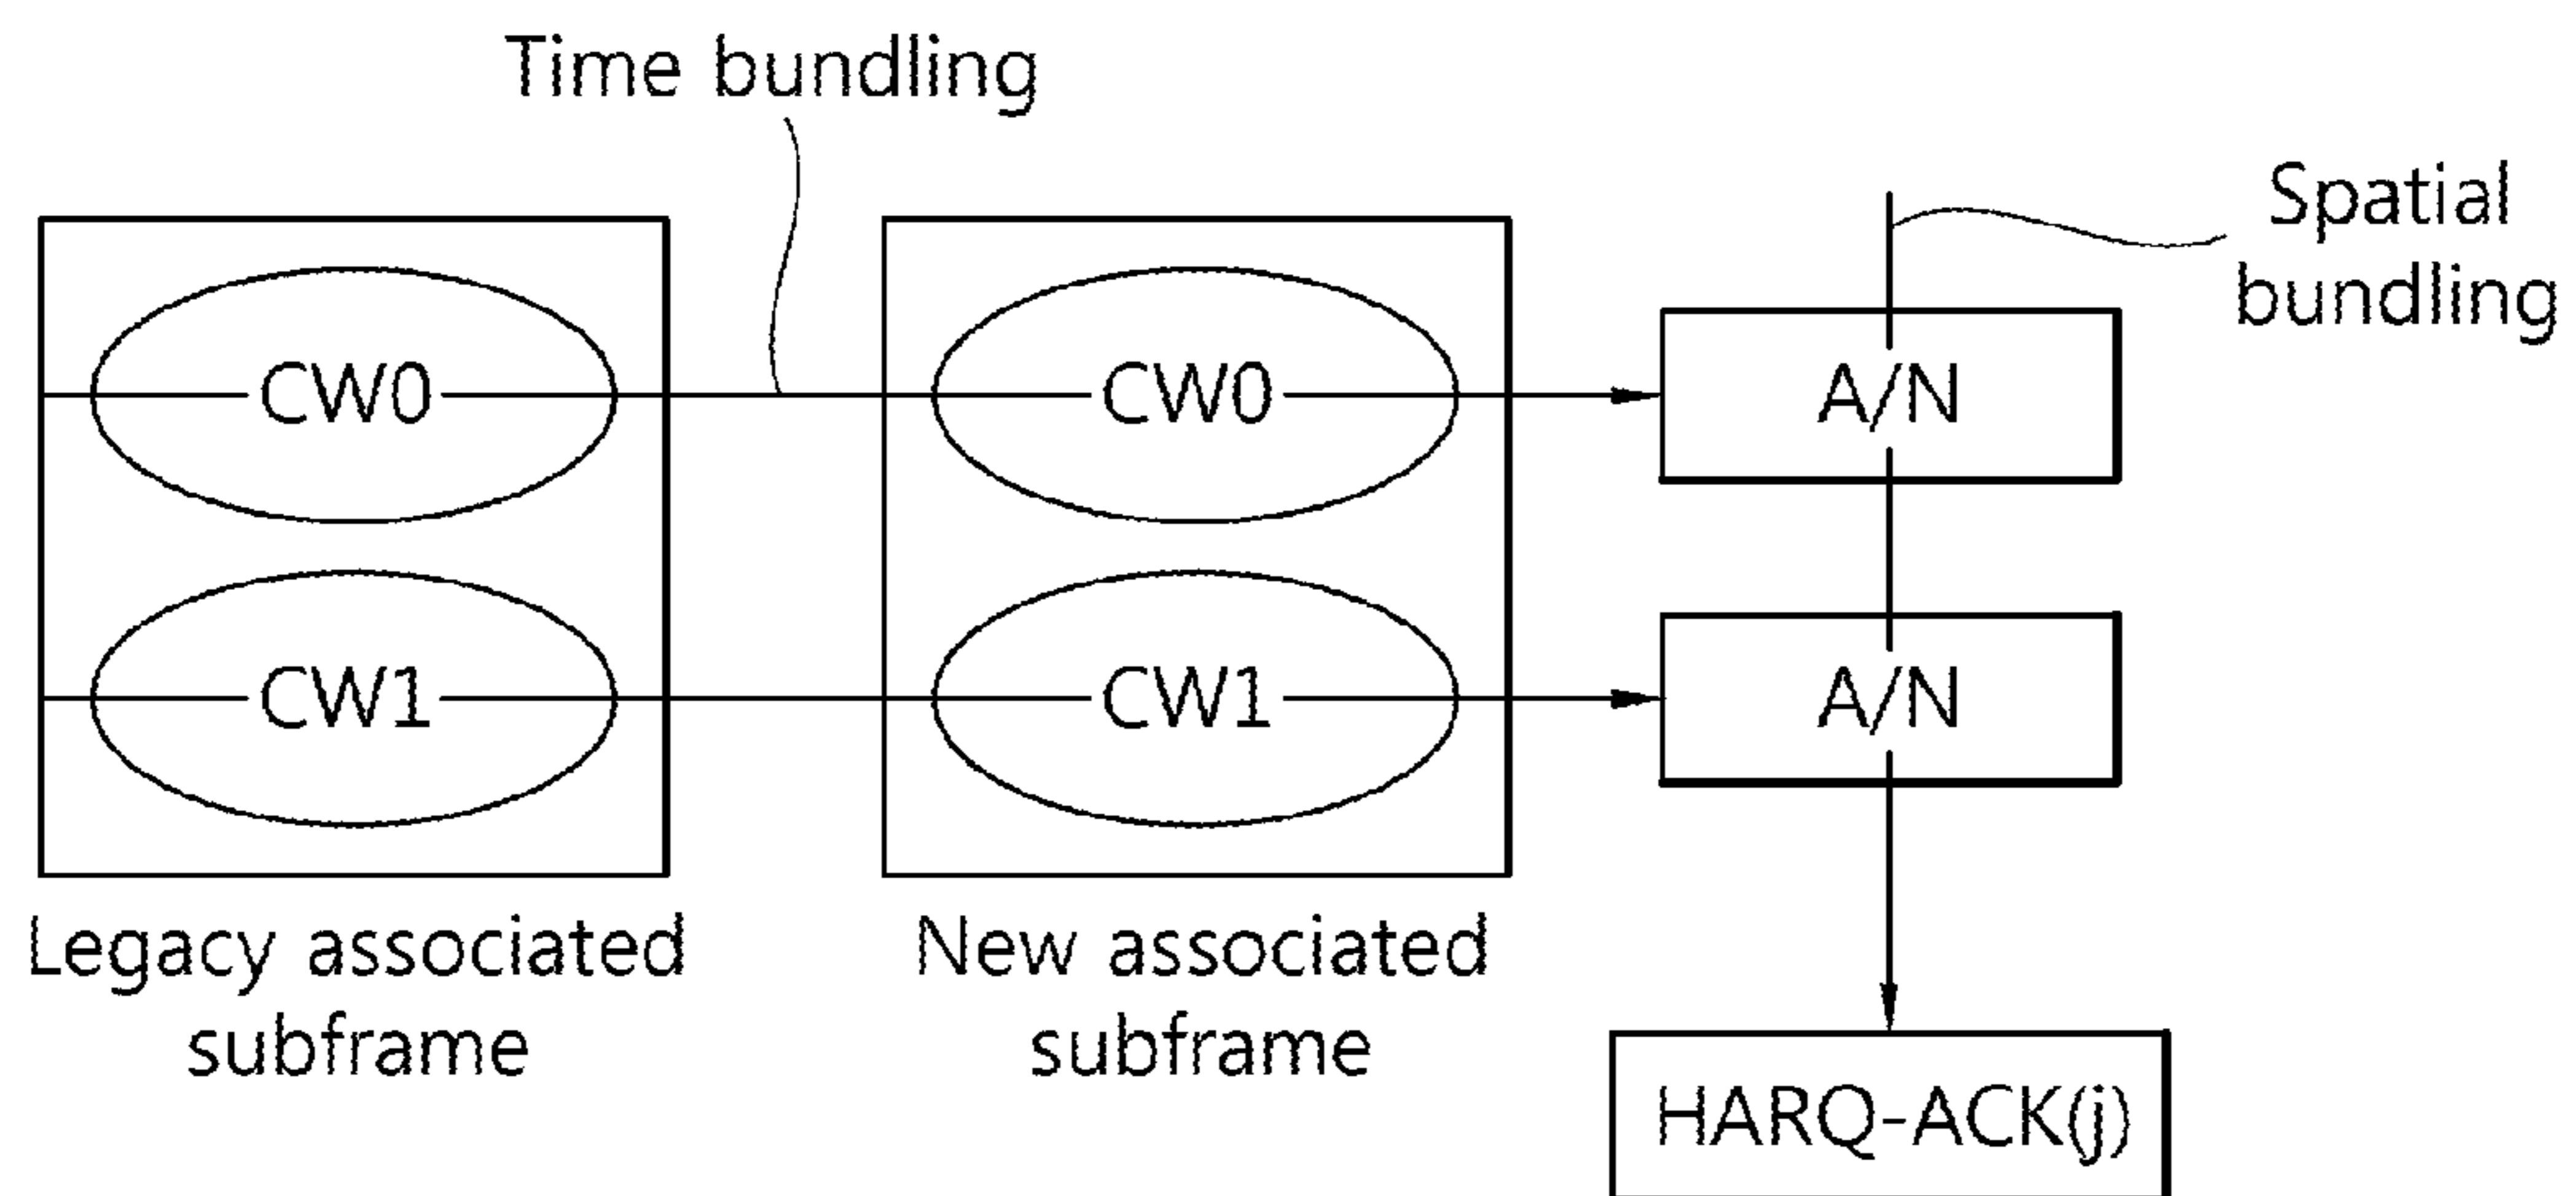 Time bundling
Spatial
bundling
CW0 CW0 A/N
CW1 CW1 A/N
Legacy associated
subframe
New associated
subframe
HARQ-ACK(j)